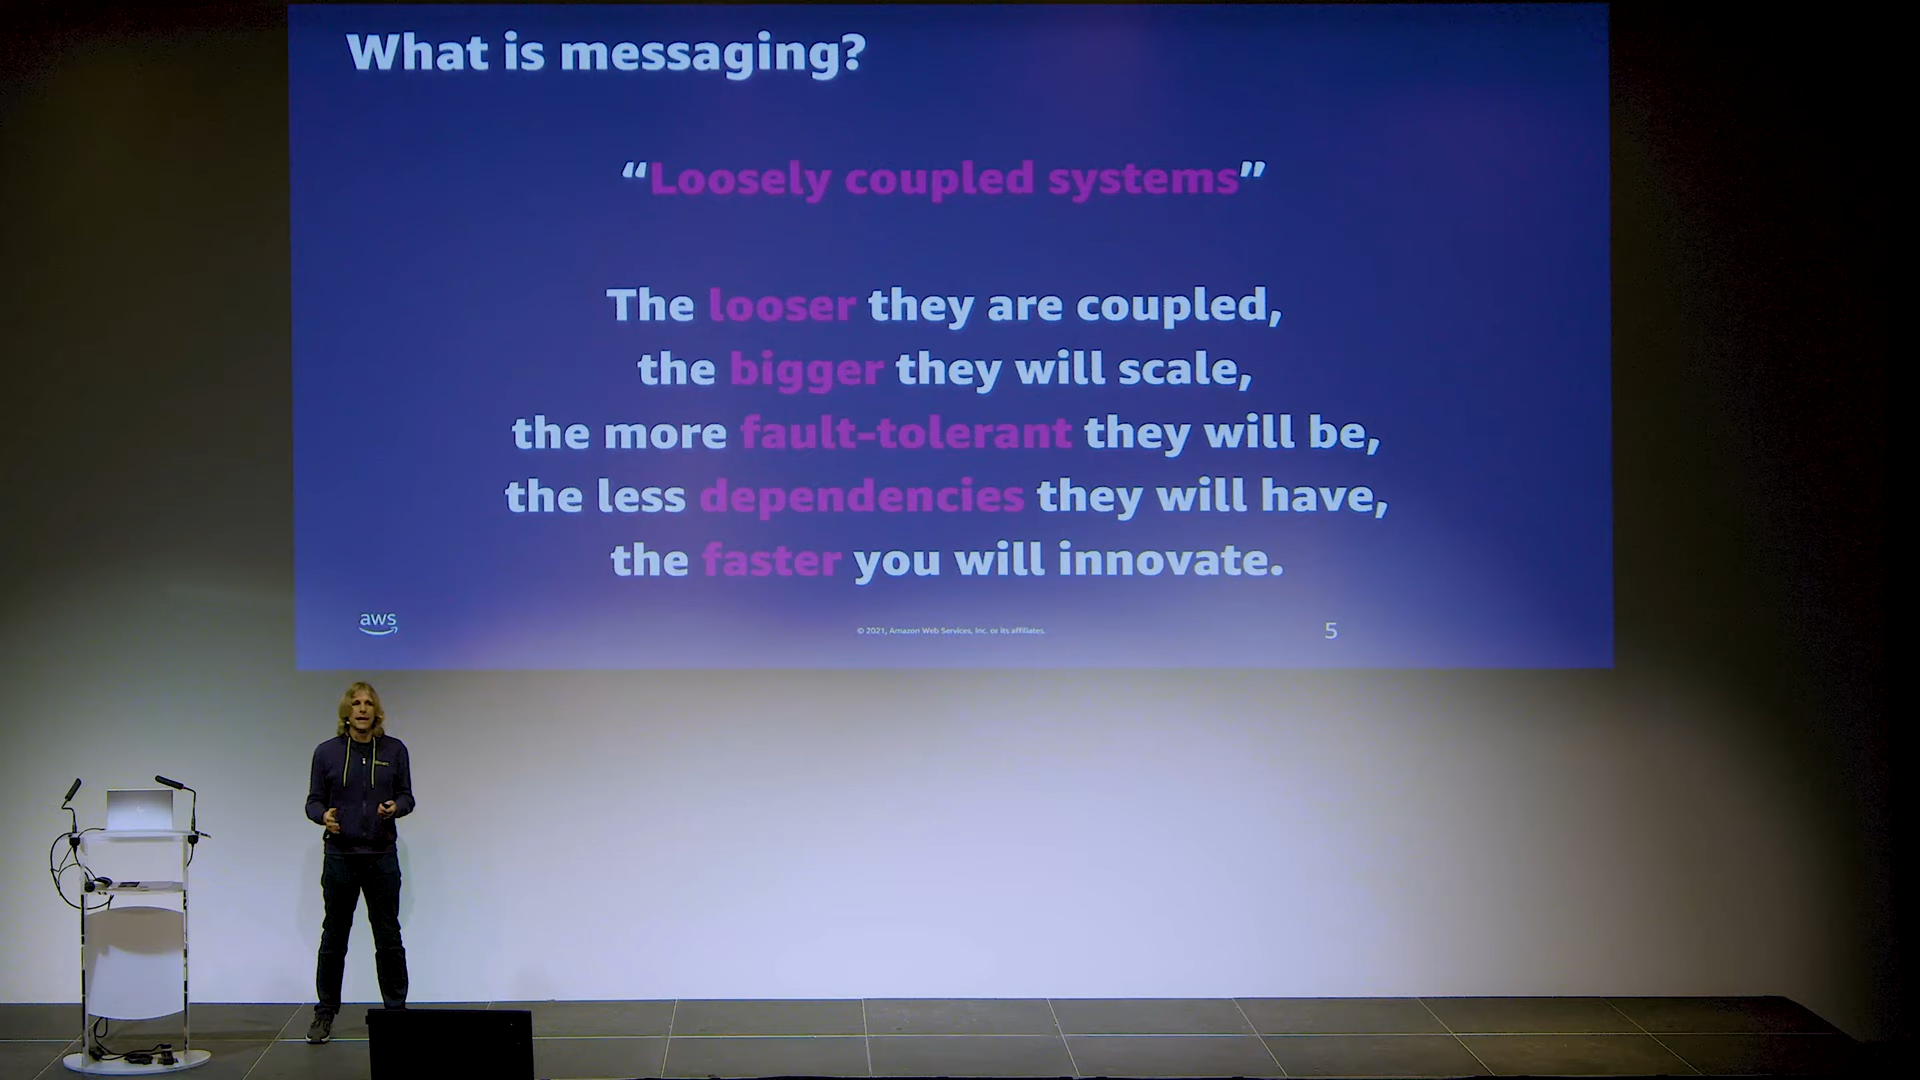 What is messaging?
“Loosely coupled systems”
The looser they are coupled,
the bigger they will scale,
the more fault-tolerant they will be,
the less dependencies they will have,
the faster you will innovate.
aws
© 2021, Amazon Web Services, Inc. or its affiliates.
5